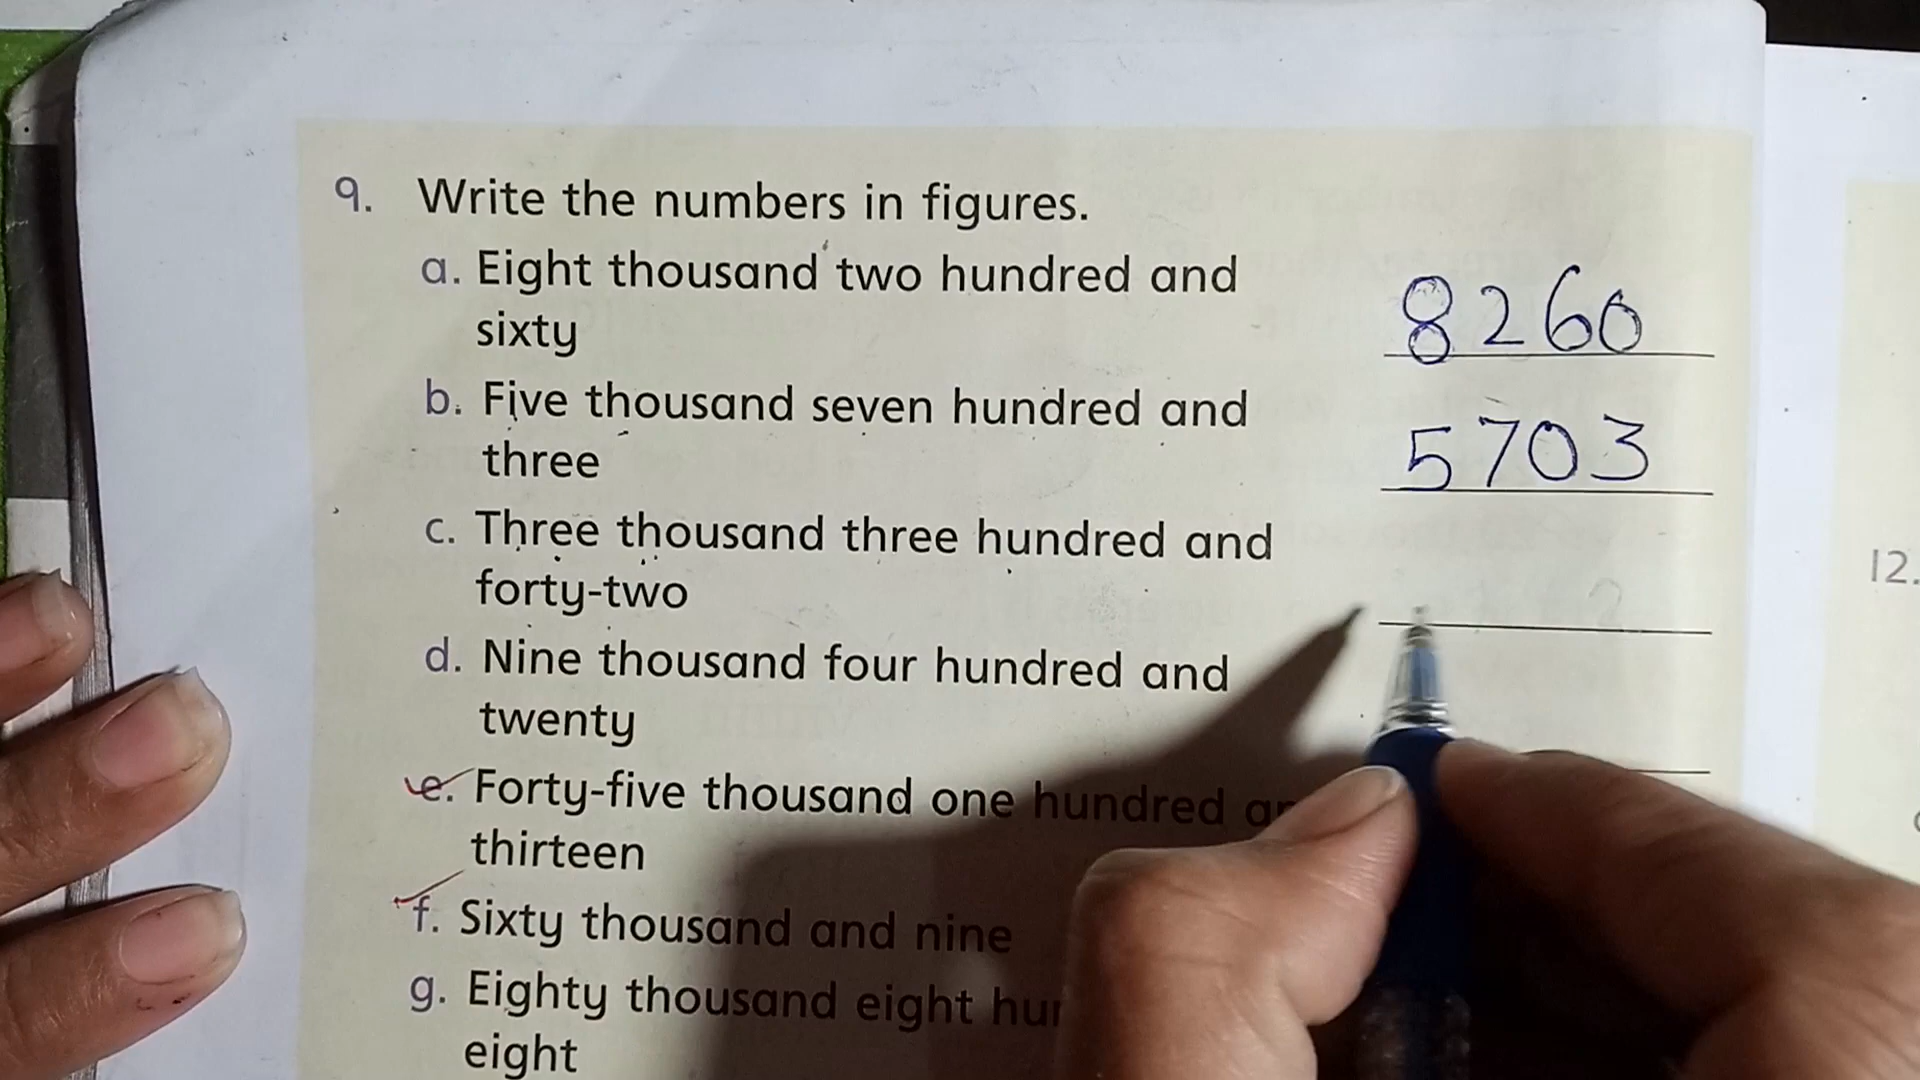 9. Write the numbers in figures.
a. Eight thousand two hundred and
sixty
8260
b. Five thousand seven hundred and
three
5703
c. Three thousand three hundred and
forty-two
2
d. Nine thousand four hundred and
twenty
e. Forty-five thousand one hundred
thirteen
f. Sixty thousand and nine
g. Eighty thousand eight
eight
12.